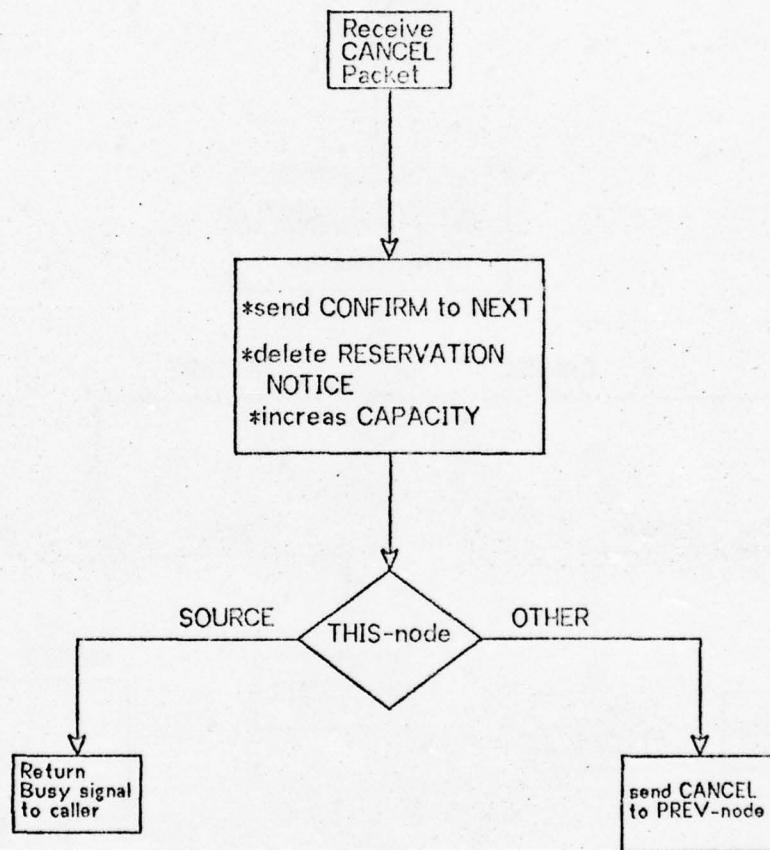 Receive
CANCEL
Packet
*send CONFIRM to NEXT
*delete RESERVATION
NOTICE
*increas CAPACITY
SOURCE
THIS-node
OTHER
Return
Busy signal
to caller
send CANCEL
to PREV-node